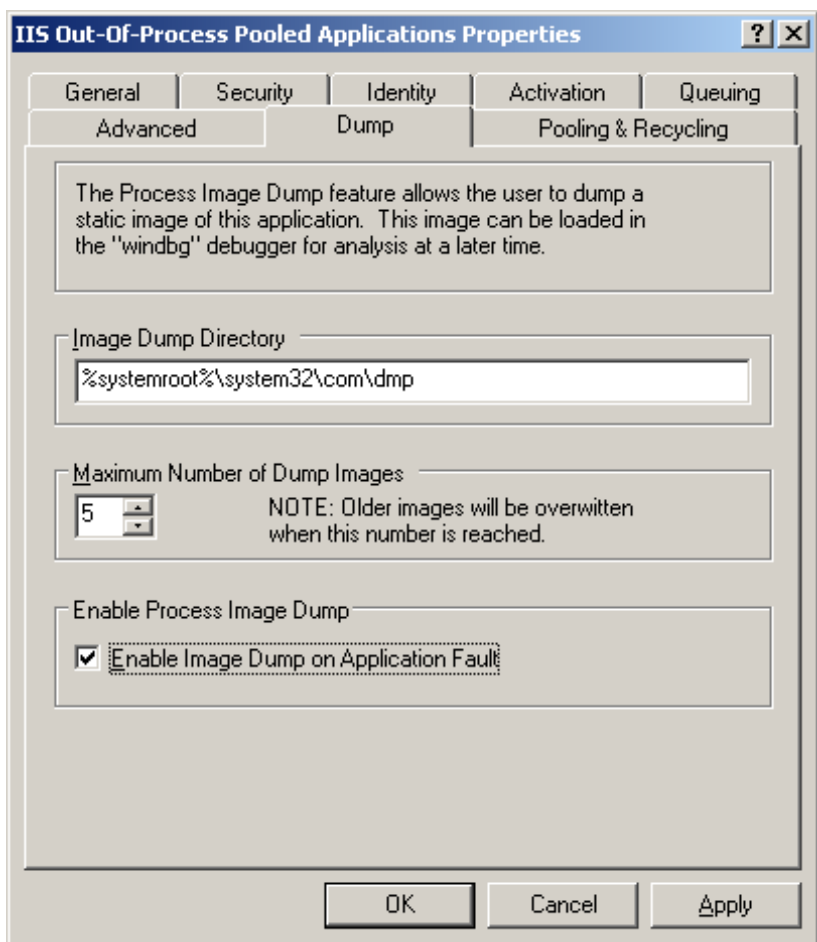 IIS Out-Of-Process Pooled Applications Properties
General Security Identity Activation Queuing
Advanced Dump Pooling & Recycling
The Process Image Dump feature allows the user to dump a
static image of this application. This image can be loaded in
the "windbg" debugger for analysis at a later time.
Image Dump Directory
%systemroot%\system32\com\dmp
Maximum Number of Dump Images
5
NOTE: Older images will be overwitten
when this number is reached.
Enable Process Image Dump
Enable Image Dump on Application Fault
OK Cancel Apply